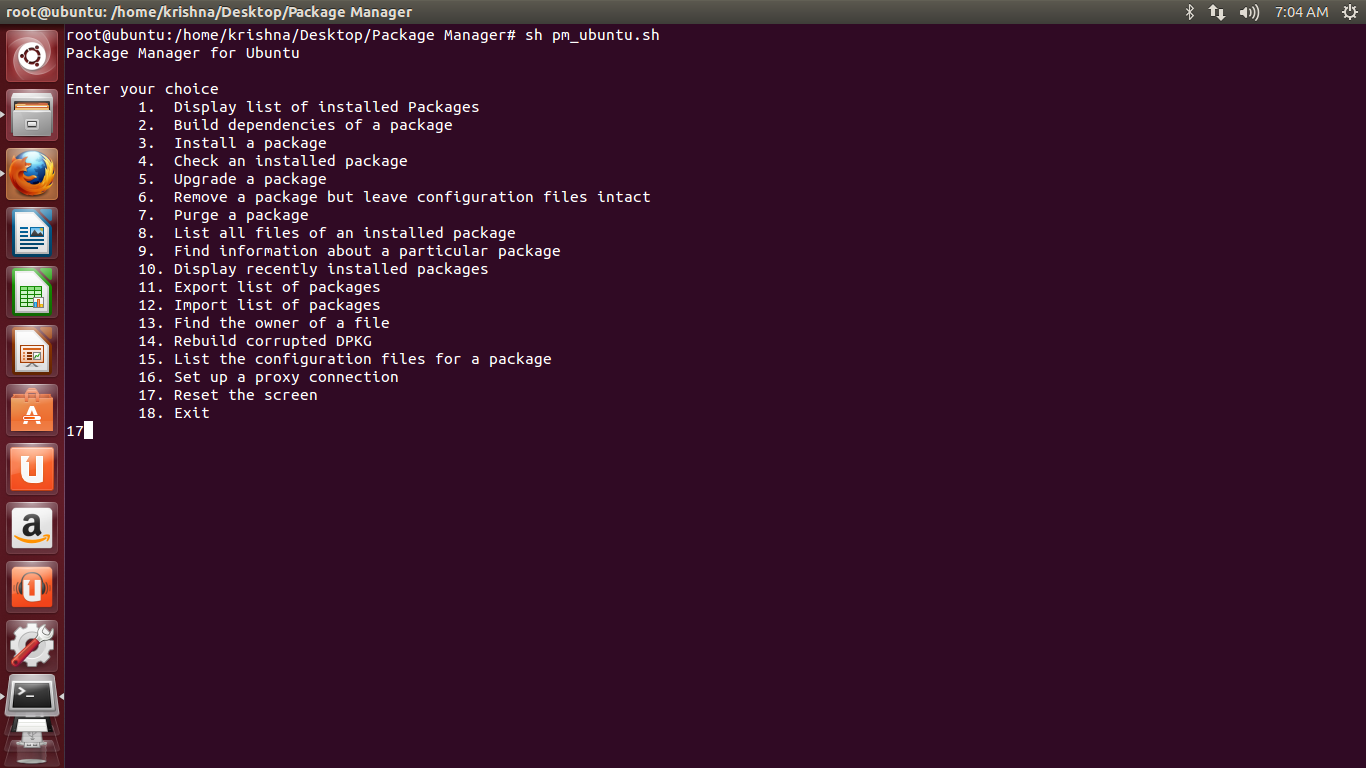 root@ubuntu: /home/krishna/Desktop/Package Manager
7:04 AM
root@ubuntu:/home/krishna/Desktop/Package Manager# sh pm_ubuntu.sh
Package Manager for Ubuntu
Enter your choice
1. Display list of installed Packages
2. Build dependencies of a package
3. Install a package
4. Check an installed package
5. Upgrade a package
6. Remove a package but leave configuration files intact
7. Purge a package
8. List all files of an installed package
9. Find information about a particular package
10. Display recently installed packages
11. Export list of packages
12. Import list of packages
13. Find the owner of a file
14. Rebuild corrupted DPKG
15. List the configuration files for a package
16. Set up a proxy connection
17. Reset the screen
18. Exit
17